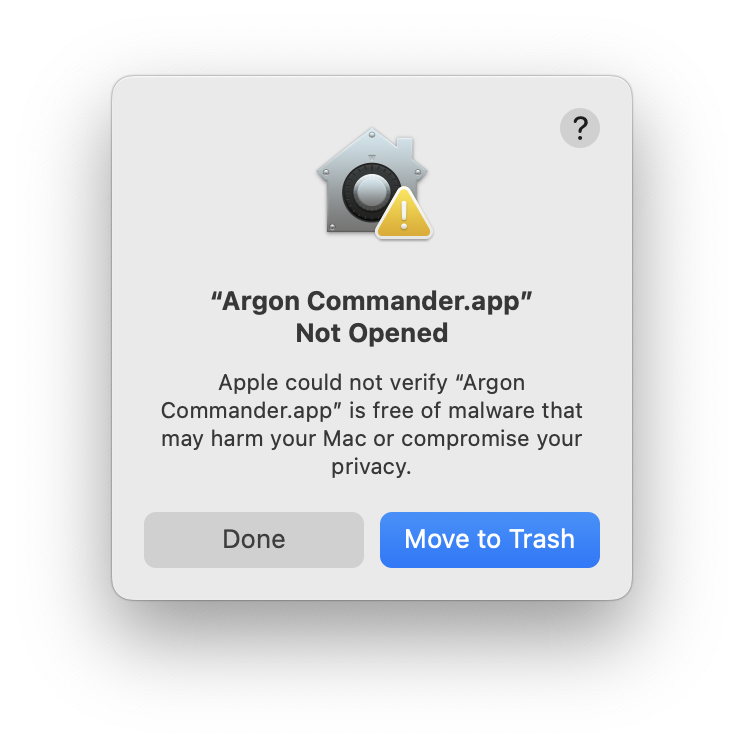 ?
“Argon Commander.app”
Not Opened
Apple could not verify “Argon
Commander.app” is free of malware that
may harm your Mac or compromise your
privacy.
Done
Move to Trash